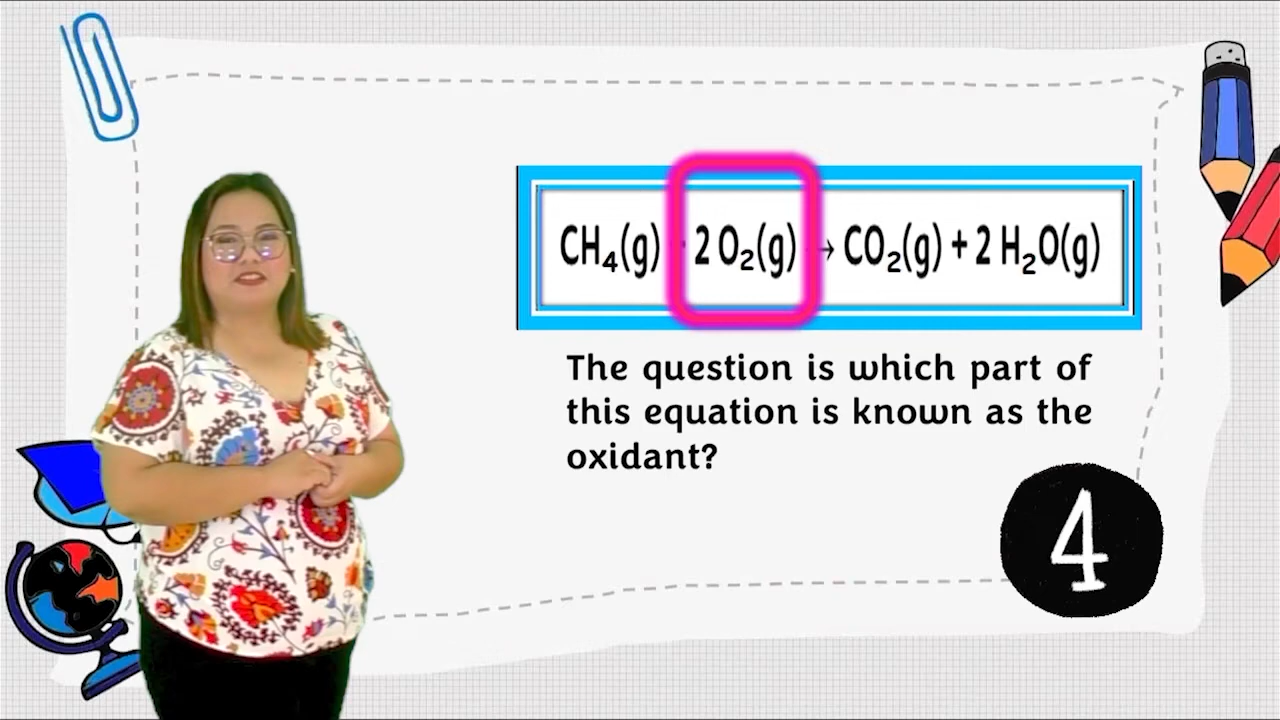 CH₄(g) 2 O₂(g) → CO₂(g) + 2 H₂O(g)
The question is which part of
this equation is known as the
oxidant?
4